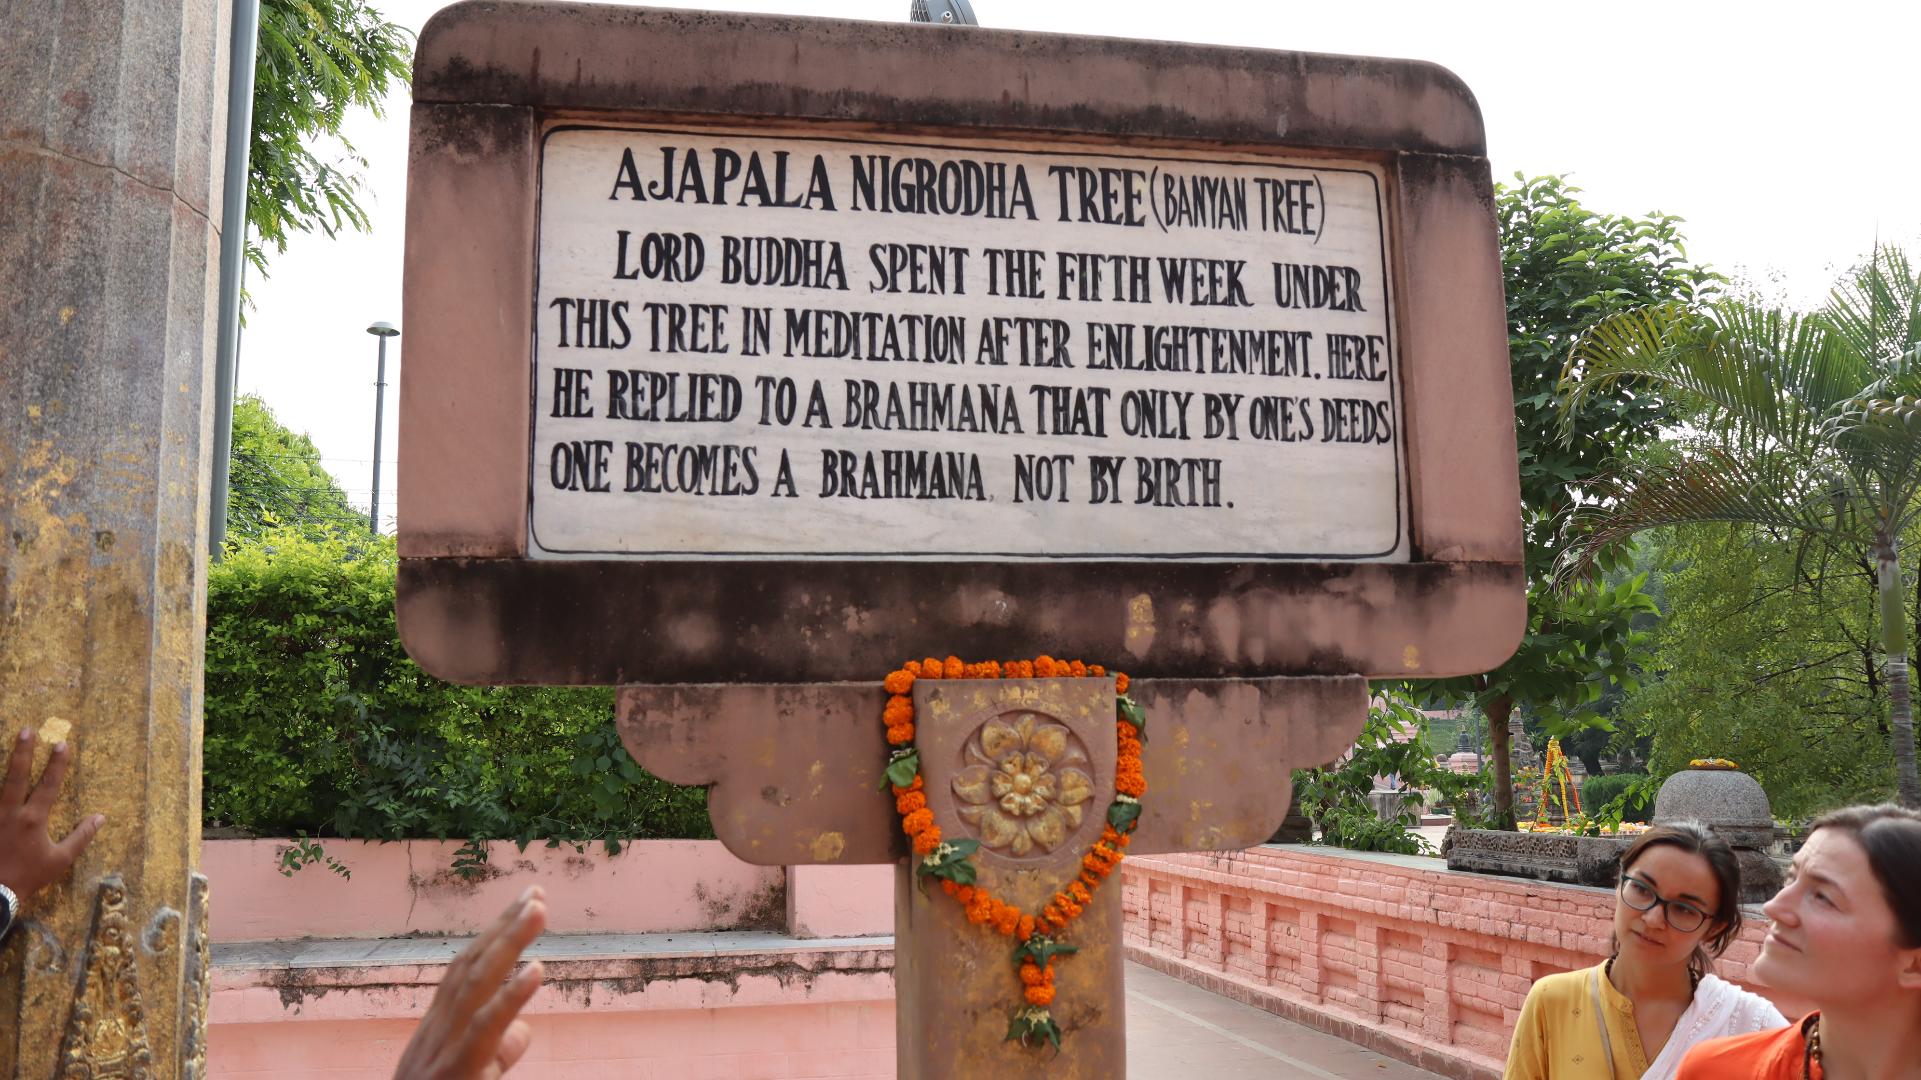 AJAPALA NIGRODHA TREE (BANYAN TREE)
LORD BUDDHA SPENT THE FIFTH WEEK UNDER
THIS TREE IN MEDITATION AFTER ENLIGHTENMENT. HERE
HE REPLIED TO A BRAHMANA THAT ONLY BY ONE'S DEEDS
ONE BECOMES A BRAHMANA, NOT BY BIRTH.